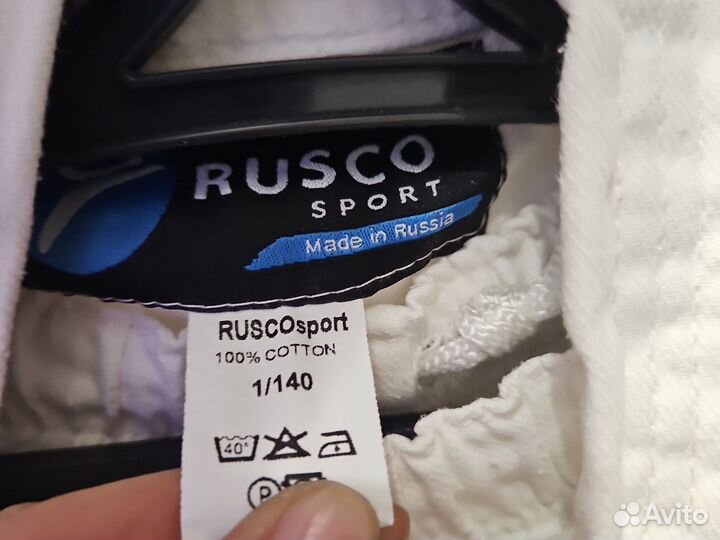 RUSCO
SPORT
Made in Russia
RUSCOsport
100% COTTON
1/140
40°
P
Avito